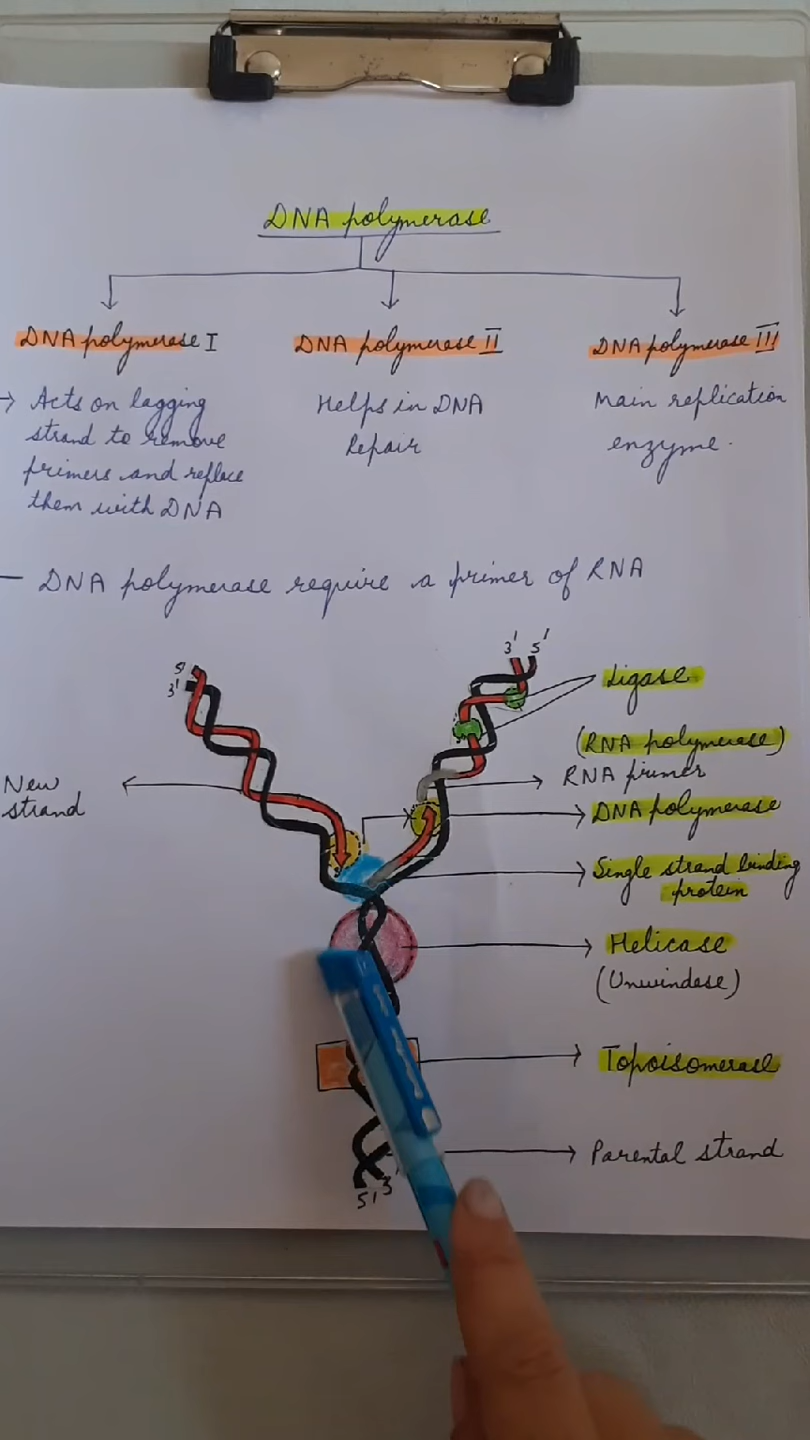 DNA polymerase
DNA polymerase I
DNA polymerase II
DNA polymerase III
→ Acts on lagging
strand to remove
primers and replace
them with DNA
Helps in DNA
Repair
Main replication
enzyme.
— DNA polymerase require a primer of RNA
5'
3'
3' 5'
Ligase
(RNA polymerase)
RNA primer
New
strand
DNA polymerase
Single strand binding
protein
Helicase
(Unwindase)
Topoisomerase
Parental strand
5' 3'